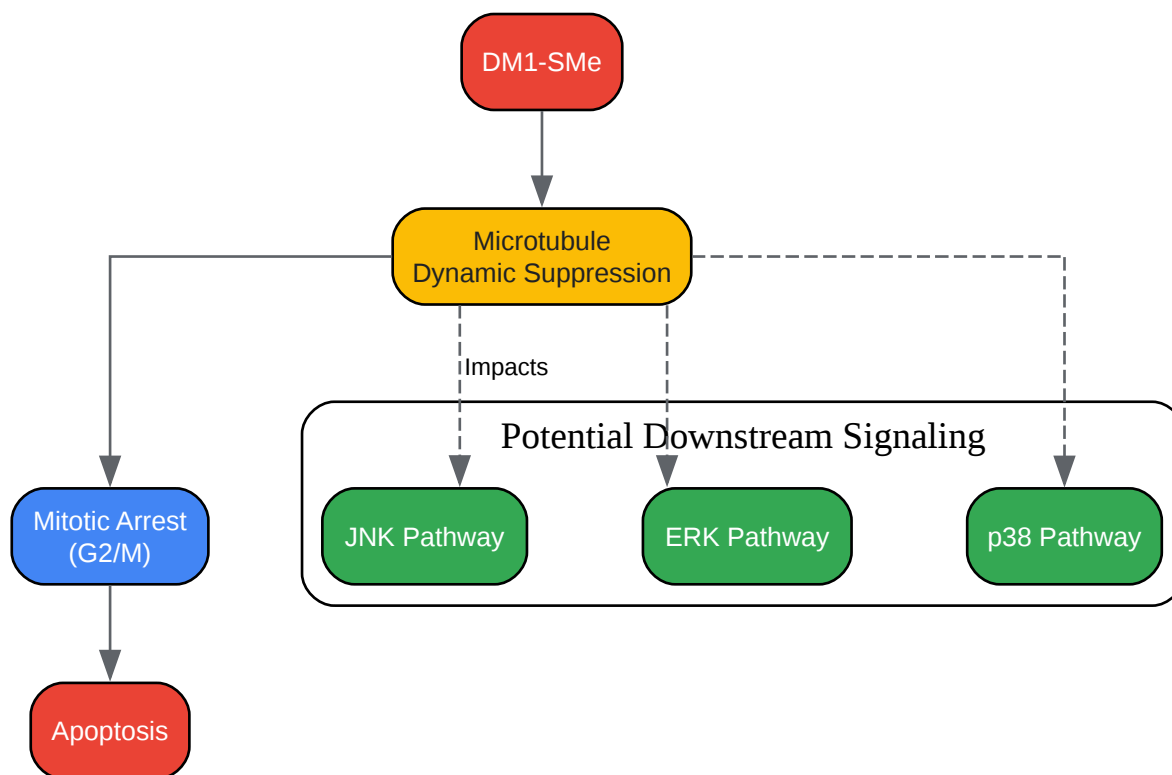 DM1-SMe
Microtubule
Dynamic Suppression
Impacts
Potential Downstream Signaling
Mitotic Arrest
(G2/M)
JNK Pathway
ERK Pathway
p38 Pathway
Apoptosis